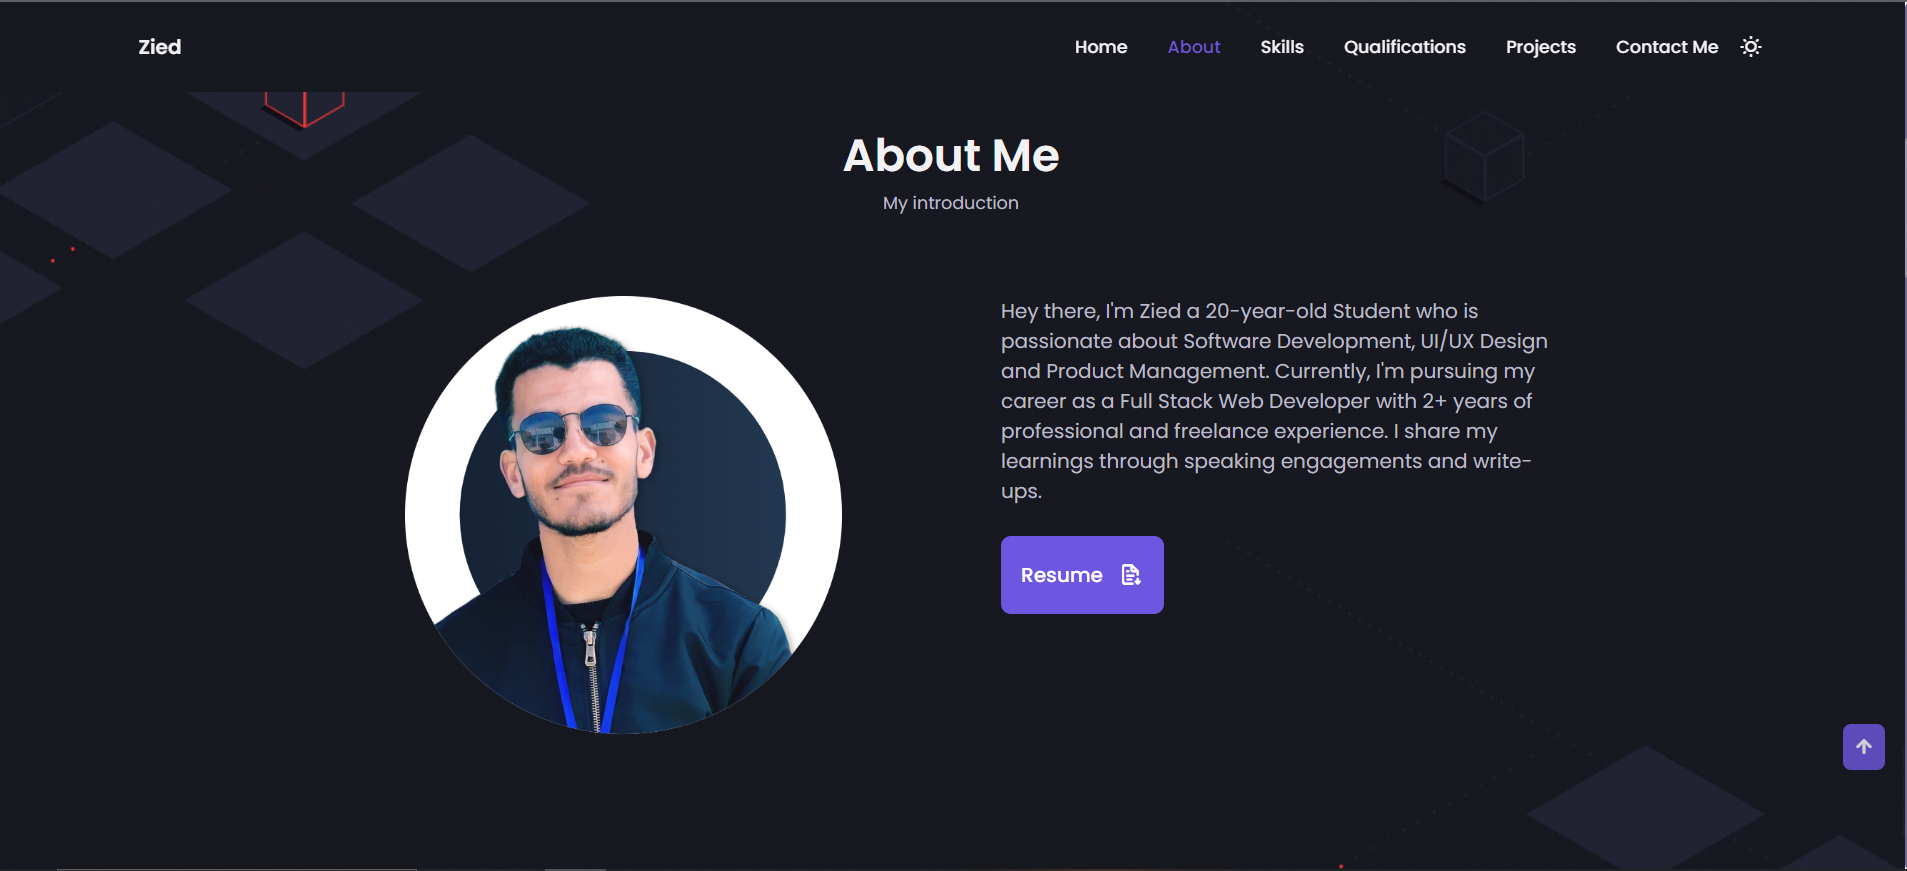 Zied
Home About Skills Qualifications Projects Contact Me
About Me
My introduction
Hey there, I'm Zied a 20-year-old Student who is
passionate about Software Development, UI/UX Design
and Product Management. Currently, I'm pursuing my
career as a Full Stack Web Developer with 2+ years of
professional and freelance experience. I share my
learnings through speaking engagements and write-
ups.
Resume